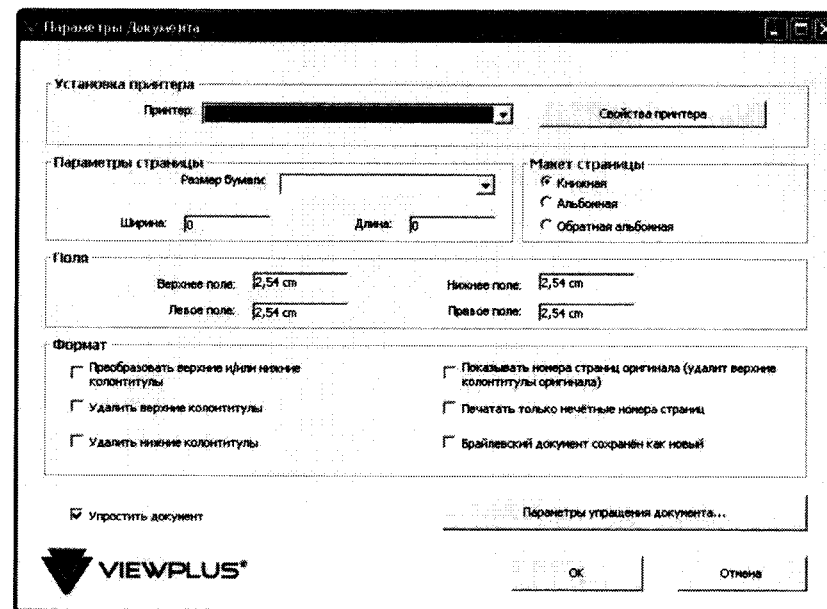 Параметры Документа
Установка принтера
Принтер:
Свойства принтера
Параметры страницы
Размер бумаги:
Ширина: 0
Длина: 0
Макет страницы
Книжная
Альбомная
Обратная альбомная
Поля
Верхнее поле: 2,54 cm
Нижнее поле: 2,54 cm
Левое поле: 2,54 cm
Правое поле: 2,54 cm
Формат
Преобразовать верхние и/или нижние
колонтитулы
Показывать номера страниц оригинала (удалит верхние
колонтитулы оригинала)
Удалить верхние колонтитулы
Печатать только нечётные номера страниц
Удалить нижние колонтитулы
Брайлевский документ сохранён как новый
Упростить документ
Параметры упращения документа...
VIEWPLUS®
OK
Отмена